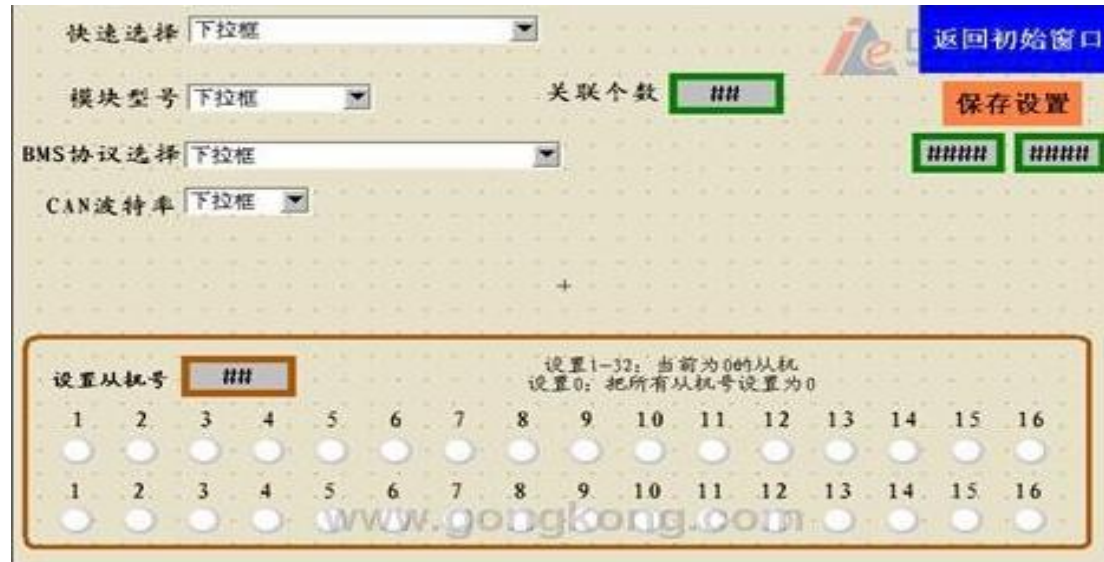 快速选择 下拉框
返回初始窗口
模块型号 下拉框 关联个数 ##
保存设置
BMS协议选择 下拉框
#### ####
CAN波特率 下拉框
设置从机号 ##
设置1-32：当前为0的从机
设置0：把所有从机号设置为0
1 2 3 4 5 6 7 8 9 10 11 12 13 14 15 16
1 2 3 4 5 6 7 8 9 10 11 12 13 14 15 16
www.gongkong.com